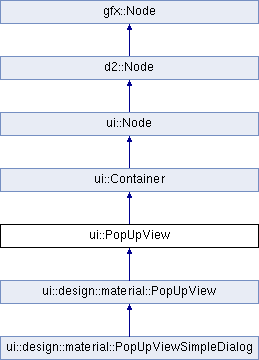 gfx::Node
d2::Node
ui::Node
ui::Container
ui::PopUpView
ui::design::material::PopUpView
ui::design::material::PopUpViewSimpleDialog